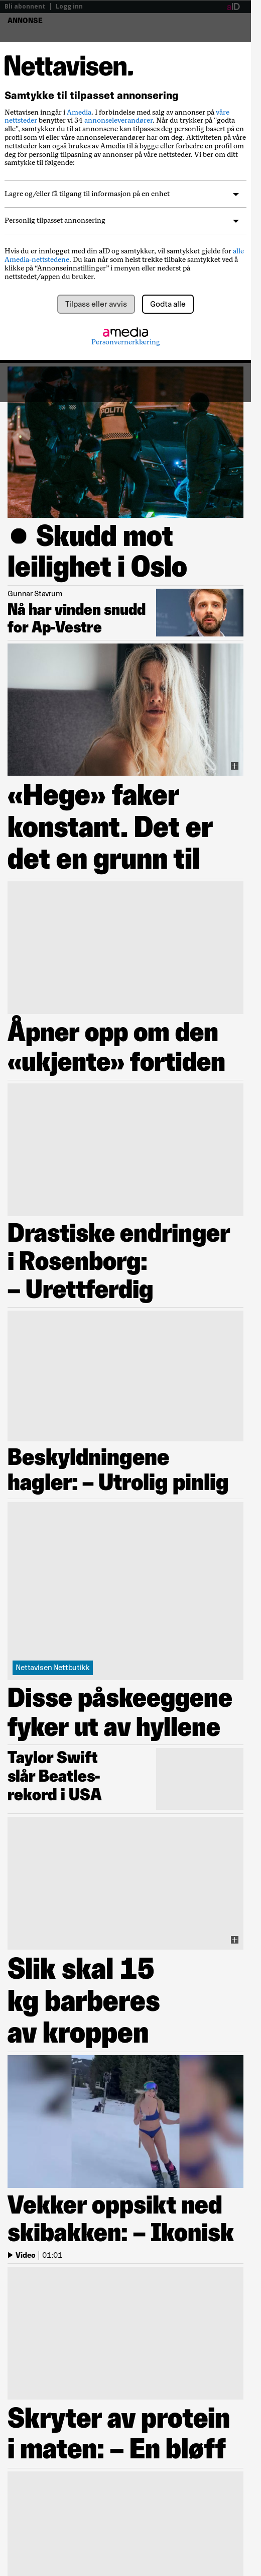 Bli abonnent | Logg inn
aID
ANNONSE
Nettavisen.
Samtykke til tilpasset annonsering
Nettavisen inngår i Amedia. I forbindelse med salg av annonser på våre
nettsteder benytter vi 34 annonseleverandører. Når du trykker på "godta
alle", samtykker du til at annonsene kan tilpasses deg personlig basert på en
profil som vi eller våre annonseleverandører har om deg. Aktiviteten på våre
nettsteder kan også brukes av Amedia til å bygge eller forbedre en profil om
deg for personlig tilpasning av annonser på våre nettsteder. Vi ber om ditt
samtykke til følgende:
Lagre og/eller få tilgang til informasjon på en enhet
Personlig tilpasset annonsering
Hvis du er innlogget med din aID og samtykker, vil samtykket gjelde for alle
Amedia-nettstedene. Du kan når som helst trekke tilbake samtykket ved å
klikke på “Annonseinnstillinger” i menyen eller nederst på
nettstedet/appen du bruker.
Tilpass eller avvis
Godta alle
amedia
Personvernerklæring
POLITI
● Skudd mot
leilighet i Oslo
Gunnar Stavrum
Nå har vinden snudd
for Ap-Vestre
«Hege» faker
konstant. Det er
det en grunn til
Åpner opp om den
«ukjente» fortiden
Drastiske endringer
i Rosenborg:
– Urettferdig
Beskyldningene
hagler: – Utrolig pinlig
Nettavisen Nettbutikk
Disse påskeeggene
fyker ut av hyllene
Taylor Swift
slår Beatles-
rekord i USA
Slik skal 15
kg barberes
av kroppen
Vekker oppsikt ned
skibakken: – Ikonisk
Video | 01:01
Skryter av protein
i maten: – En bløff